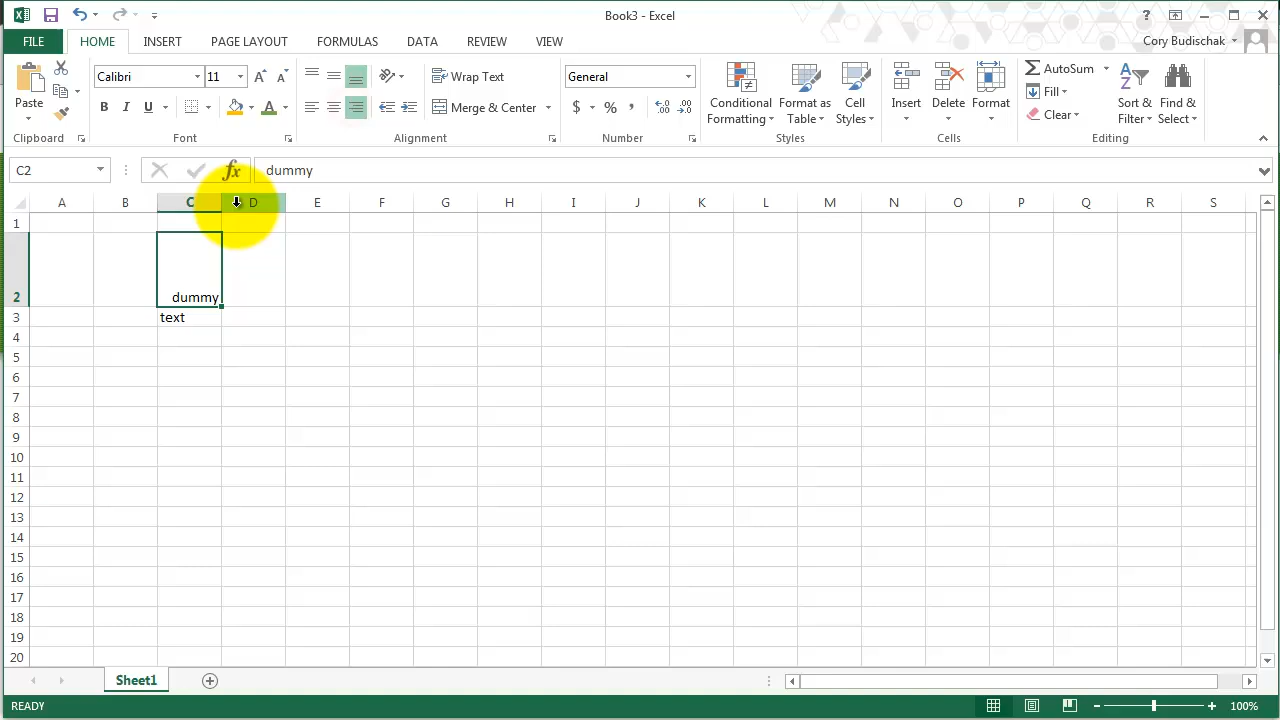 Book3 - Excel
?
FILE HOME INSERT PAGE LAYOUT FORMULAS DATA REVIEW VIEW Cory Budischak
Paste
Calibri 11
B I U A
Wrap Text
Merge & Center
General
$ % ,
Conditional Formatting
Format as Table
Cell Styles
Insert Delete Format
AutoSum
Fill
Clear
Sort & Filter
Find & Select
Clipboard Font Alignment Number Styles Cells Editing
C2 fx dummy
A B C D E F G H I J K L M N O P Q R S
1
2 dummy
3 text
4
5
6
7
8
9
10
11
12
13
14
15
16
17
18
19
20
Sheet1
READY 100%